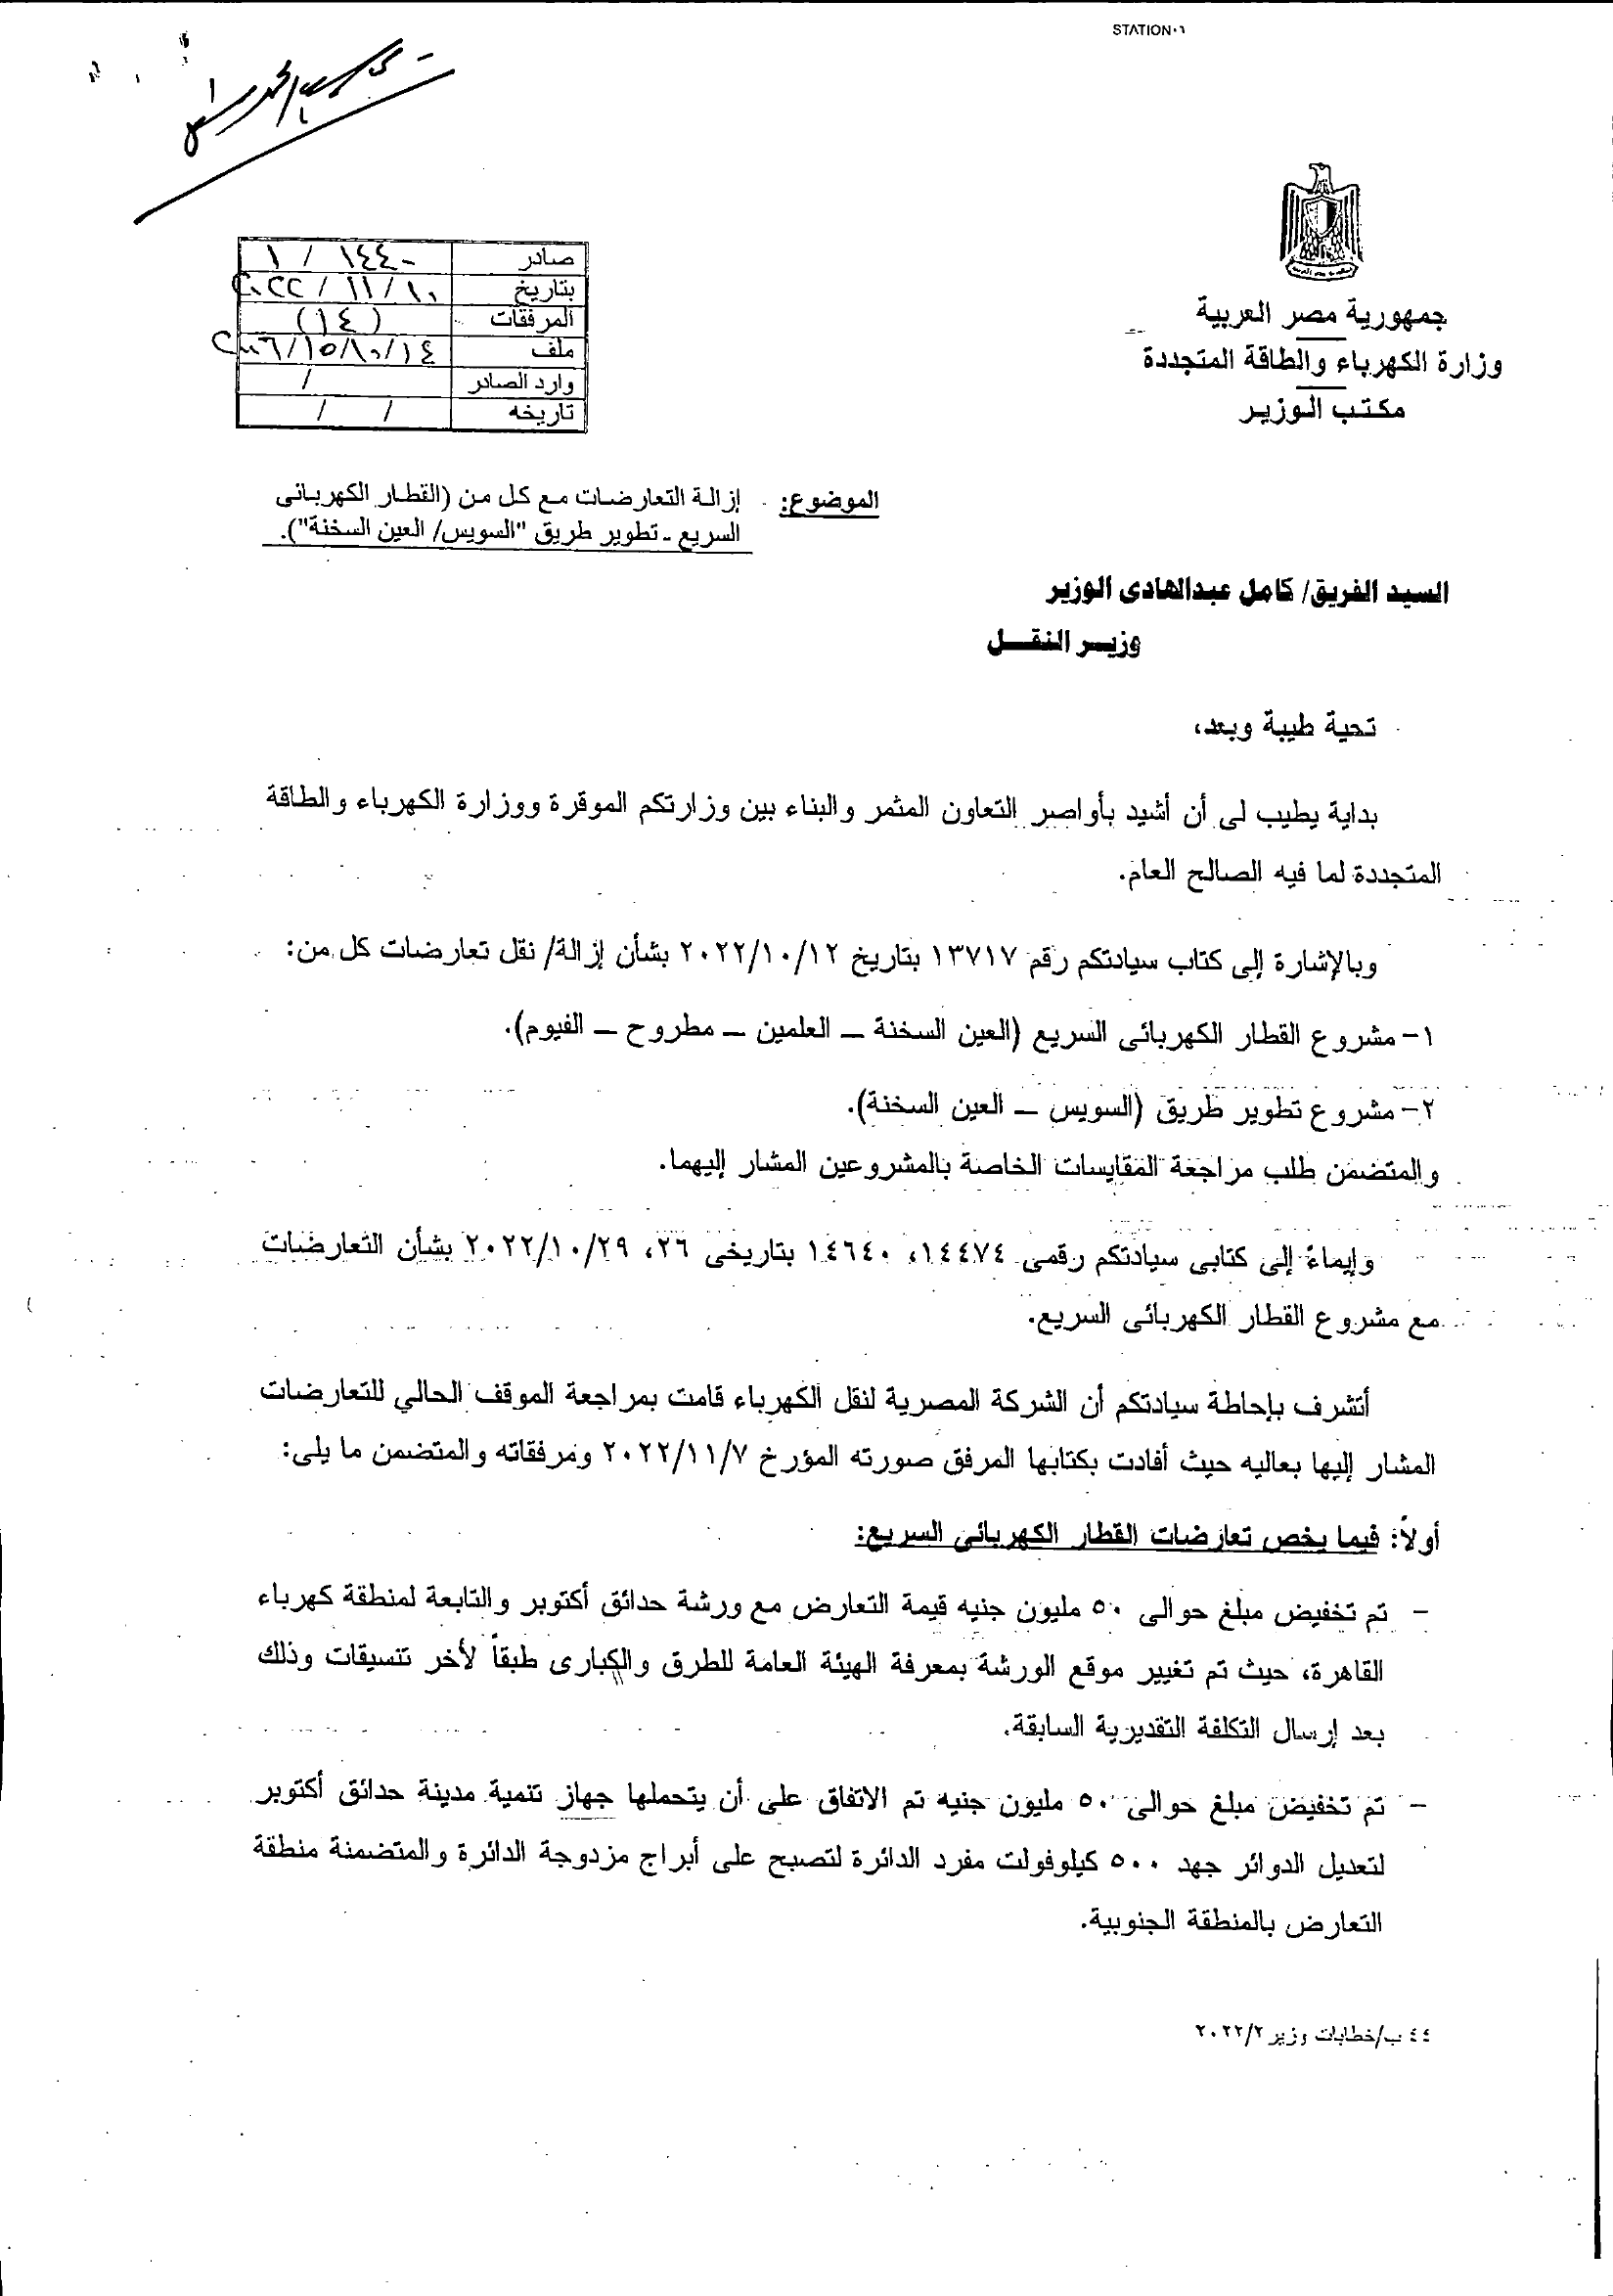 STATION٠٦
جمهورية مصر العربية
وزارة الكهرباء والطاقة المتجددة
مكتب الوزير
صادر ١٤٤٠ / ١
بتاريخ ١٠ / ١١ / ٢٠٢٢
المرفقات (١٤)
ملف
وارد الصادر /
تاريخه / /
الموضوع: إزالة التعارضات مع كل من (القطار الكهربائى
السريع - تطوير طريق "السويس/ العين السخنة").
السيد الفريق/ كامل عبدالهادى الوزير
وزيــر النقــل
تحية طيبة وبعد،
بداية يطيب لى أن أشيد بأواصر التعاون المثمر والبناء بين وزارتكم الموقرة ووزارة الكهرباء والطاقة
المتجددة لما فيه الصالح العام.
وبالإشارة إلى كتاب سيادتكم رقم ١٣٧١٧ بتاريخ ٢٠٢٢/١٠/١٢ بشأن إزالة/ نقل تعارضات كل من:
١- مشروع القطار الكهربائى السريع (العين السخنة – العلمين – مطروح – الفيوم).
٢- مشروع تطوير طريق (السويس – العين السخنة).
والمتضمن طلب مراجعة المقايسات الخاصة بالمشروعين المشار إليهما.
وإيماءً إلى كتابى سيادتكم رقمى ١٤٤٧٤، ١٤٦٤٠ بتاريخى ٢٦، ٢٠٢٢/١٠/٢٩ بشأن التعارضات
مع مشروع القطار الكهربائى السريع.
أتشرف بإحاطة سيادتكم أن الشركة المصرية لنقل الكهرباء قامت بمراجعة الموقف الحالي للتعارضات
المشار إليها بعاليه حيث أفادت بكتابها المرفق صورته المؤرخ ٢٠٢٢/١١/٧ ومرفقاته والمتضمن ما يلى:
أولاً: فيما يخص تعارضات القطار الكهربائى السريع:
- تم تخفيض مبلغ حوالى ٥٠ مليون جنيه قيمة التعارض مع ورشة حدائق أكتوبر والتابعة لمنطقة كهرباء
القاهرة، حيث تم تغيير موقع الورشة بمعرفة الهيئة العامة للطرق والكبارى طبقاً لأخر تنسيقات وذلك
بعد إرسال التكلفة التقديرية السابقة.
- تم تخفيض مبلغ حوالى ٥٠ مليون جنيه تم الاتفاق على أن يتحملها جهاز تنمية مدينة حدائق أكتوبر
لتعديل الدوائر جهد ٥٠٠ كيلوفولت مفرد الدائرة لتصبح على أبراج مزدوجة الدائرة والمتضمنة منطقة
التعارض بالمنطقة الجنوبية.
٤٤ ب/خطابات وزير ٢٠٢٢/٢